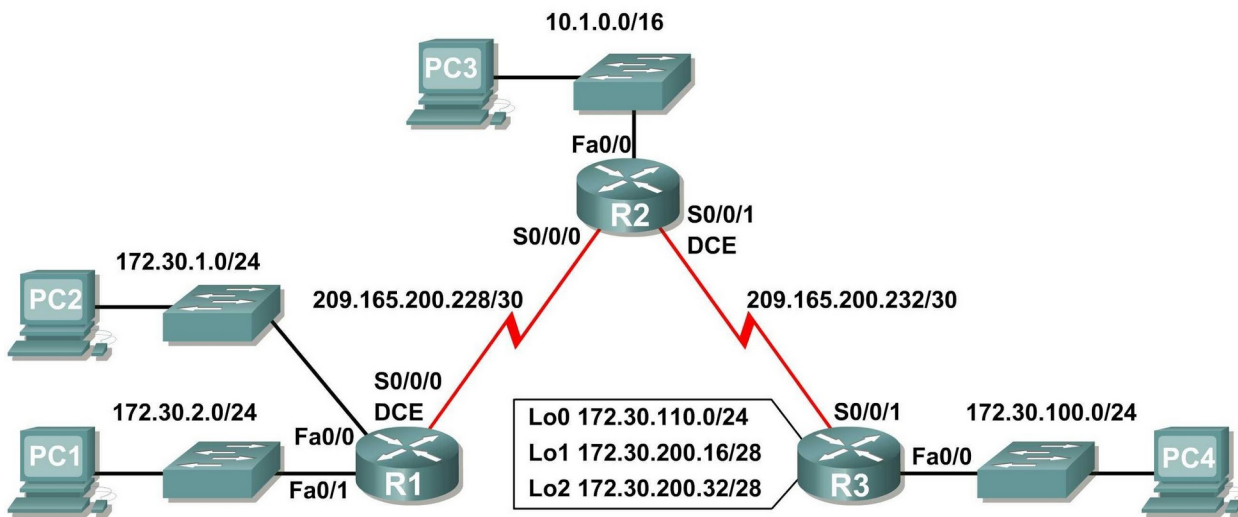 10.1.0.0/16
PC3
Fa0/0
R2
S0/0/1
DCE
S0/0/0
172.30.1.0/24
PC2
209.165.200.228/30
209.165.200.232/30
S0/0/0
DCE
172.30.2.0/24
Fa0/0
PC1
Fa0/1
R1
Lo0 172.30.110.0/24
Lo1 172.30.200.16/28
Lo2 172.30.200.32/28
S0/0/1
172.30.100.0/24
Fa0/0
R3
PC4